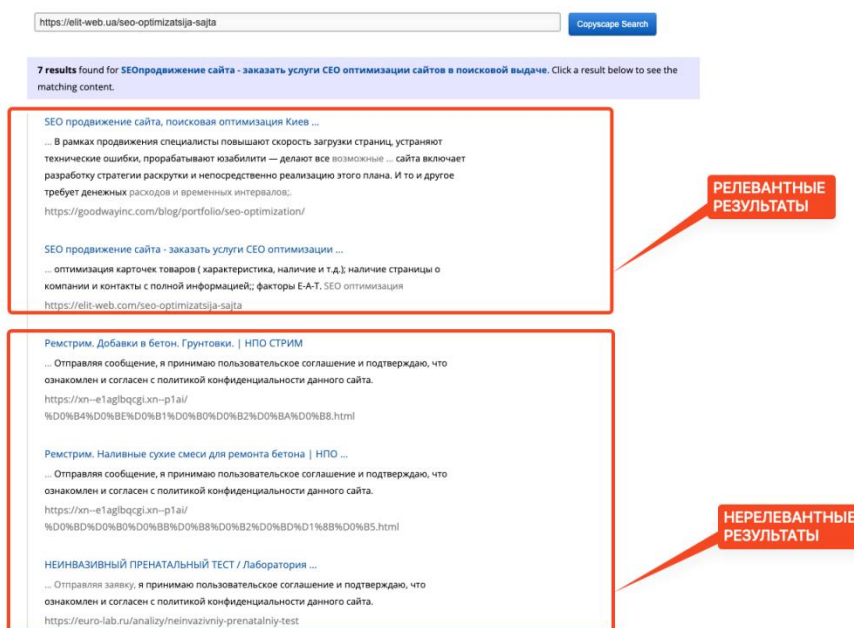 https://elit-web.ua/seo-optimizatsija-sajta
Copyscape Search
7 results found for SEOпродвижение сайта - заказать услуги СЕО оптимизации сайтов в поисковой выдаче. Click a result below to see the
matching content.
SEO продвижение сайта, поисковая оптимизация Киев ...
... В рамках продвижения специалисты повышают скорость загрузки страниц, устраняют
технические ошибки, прорабатывают юзабилити — делают все возможные ... сайта включает
разработку стратегии раскрутки и непосредственно реализацию этого плана. И то и другое
требует денежных расходов и временных интервалов;.
https://goodwayinc.com/blog/portfolio/seo-optimization/
SEO продвижение сайта - заказать услуги СЕО оптимизации ...
... оптимизация карточек товаров ( характеристика, наличие и т.д.); наличие страницы о
компании и контакты с полной информацией;; факторы E-A-T. SEO оптимизация
https://elit-web.com/seo-optimizatsija-sajta
РЕЛЕВАНТНЫЕ
РЕЗУЛЬТАТЫ
Ремстрим. Добавки в бетон. Грунтовки. | НПО СТРИМ
... Отправляя сообщение, я принимаю пользовательское соглашение и подтверждаю, что
ознакомлен и согласен с политикой конфиденциальности данного сайта.
https://xn--e1aglbqcgi.xn--p1ai/
%D0%B4%D0%BE%D0%B1%D0%B0%D0%B2%D0%BA%D0%B8.html
Ремстрим. Наливные сухие смеси для ремонта бетона | НПО ...
... Отправляя сообщение, я принимаю пользовательское соглашение и подтверждаю, что
ознакомлен и согласен с политикой конфиденциальности данного сайта.
https://xn--e1aglbqcgi.xn--p1ai/
%D0%BD%D0%B0%D0%BB%D0%B8%D0%B2%D0%BD%D1%8B%D0%B5.html
НЕИНВАЗИВНЫЙ ПРЕНАТАЛЬНЫЙ ТЕСТ / Лаборатория ...
... Отправляя заявку, я принимаю пользовательское соглашение и подтверждаю, что
ознакомлен и согласен с политикой конфиденциальности данного сайта.
https://euro-lab.ru/analizy/neinvazivniy-prenatalniy-test
НЕРЕЛЕВАНТНЫЕ
РЕЗУЛЬТАТЫ